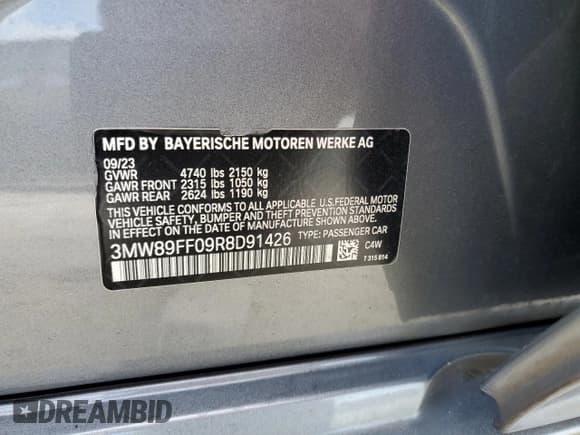 MFD BY BAYERISCHE MOTOREN WERKE AG
09/23
GVWR 4740 lbs 2150 kg
GAWR FRONT 2315 lbs 1050 kg
GAWR REAR 2624 lbs 1190 kg
THIS VEHICLE CONFORMS TO ALL APPLICABLE U.S.FEDERAL MOTOR
VEHICLE SAFETY, BUMPER AND THEFT PREVENTION STANDARDS
IN EFFECT ON THE DATE OF MANUFACTURE SHOWN ABOVE.
3MW89FF09R8D91426 TYPE: PASSENGER CAR
C4W
7 315 814
DREAMBID